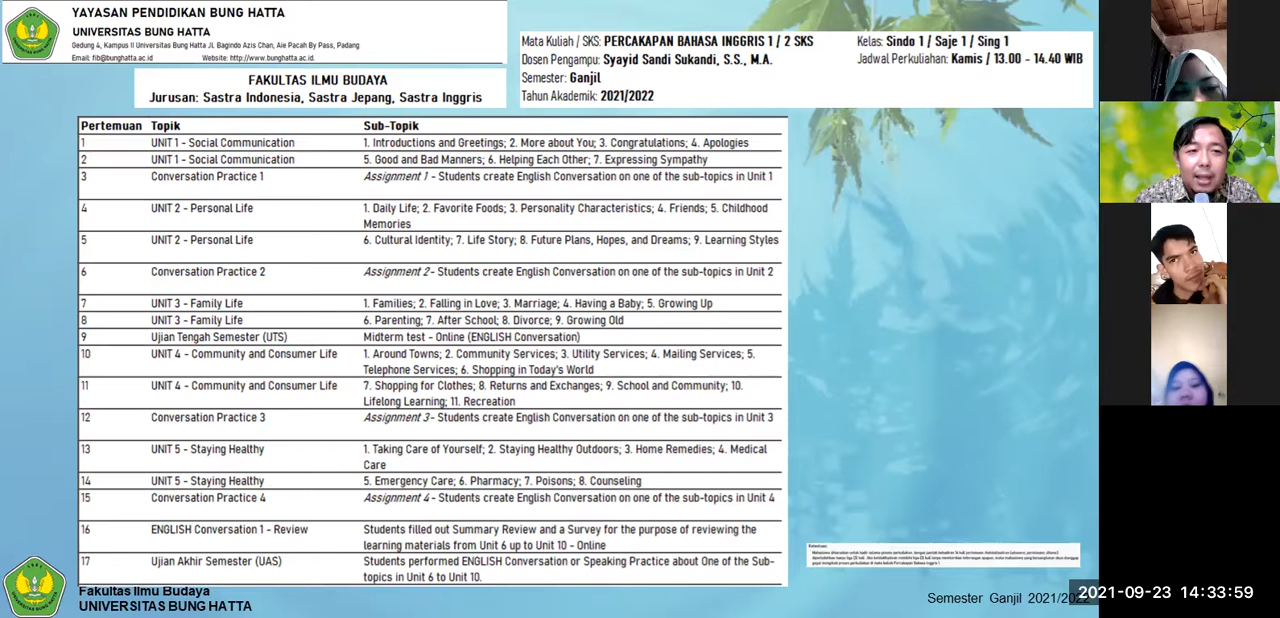 YAYASAN PENDIDIKAN BUNG HATTA
UNIVERSITAS BUNG HATTA
Gedung 4, Kampus II Universitas Bung Hatta Jl. Bagindo Azis Chan, Aie Pacah By Pass, Padang
Email: fib@bunghatta.ac.id Website: http://www.bunghatta.ac.id
FAKULTAS ILMU BUDAYA
Jurusan: Sastra Indonesia, Sastra Jepang, Sastra Inggris
Mata Kuliah / SKS: PERCAKAPAN BAHASA INGGRIS 1 / 2 SKS
Dosen Pengampu: Syayid Sandi Sukandi, S.S., M.A.
Semester: Ganjil
Tahun Akademik: 2021/2022
Kelas: Sindo 1 / Saje 1 / Sing 1
Jadwal Perkuliahan: Kamis / 13.00 - 14.40 WIB
Pertemuan Topik Sub-Topik
1 UNIT 1 - Social Communication 1. Introductions and Greetings; 2. More about You; 3. Congratulations; 4. Apologies
2 UNIT 1 - Social Communication 5. Good and Bad Manners; 6. Helping Each Other; 7. Expressing Sympathy
3 Conversation Practice 1 Assignment 1 - Students create English Conversation on one of the sub-topics in Unit 1
4 UNIT 2 - Personal Life 1. Daily Life; 2. Favorite Foods; 3. Personality Characteristics; 4. Friends; 5. Childhood
Memories
5 UNIT 2 - Personal Life 6. Cultural Identity; 7. Life Story; 8. Future Plans, Hopes, and Dreams; 9. Learning Styles
6 Conversation Practice 2 Assignment 2 - Students create English Conversation on one of the sub-topics in Unit 2
7 UNIT 3 - Family Life 1. Families; 2. Falling in Love; 3. Marriage; 4. Having a Baby; 5. Growing Up
8 UNIT 3 - Family Life 6. Parenting; 7. After School; 8. Divorce; 9. Growing Old
9 Ujian Tengah Semester (UTS) Midterm test - Online (ENGLISH Conversation)
10 UNIT 4 - Community and Consumer Life 1. Around Towns; 2. Community Services; 3. Utility Services; 4. Mailing Services; 5.
Telephone Services; 6. Shopping in Today's World
11 UNIT 4 - Community and Consumer Life 7. Shopping for Clothes; 8. Returns and Exchanges; 9. School and Community; 10.
Lifelong Learning; 11. Recreation
12 Conversation Practice 3 Assignment 3 - Students create English Conversation on one of the sub-topics in Unit 3
13 UNIT 5 - Staying Healthy 1. Taking Care of Yourself; 2. Staying Healthy Outdoors; 3. Home Remedies; 4. Medical
Care
14 UNIT 5 - Staying Healthy 5. Emergency Care; 6. Pharmacy; 7. Poisons; 8. Counseling
15 Conversation Practice 4 Assignment 4 - Students create English Conversation on one of the sub-topics in Unit 4
16 ENGLISH Conversation 1 - Review Students filled out Summary Review and a Survey for the purpose of reviewing the
learning materials from Unit 6 up to Unit 10 - Online
17 Ujian Akhir Semester (UAS) Students performed ENGLISH Conversation or Speaking Practice about One of the Sub-
topics in Unit 6 to Unit 10.
Fakultas Ilmu Budaya
UNIVERSITAS BUNG HATTA
Semester Ganjil 2021/2022
2021-09-23 14:33:59